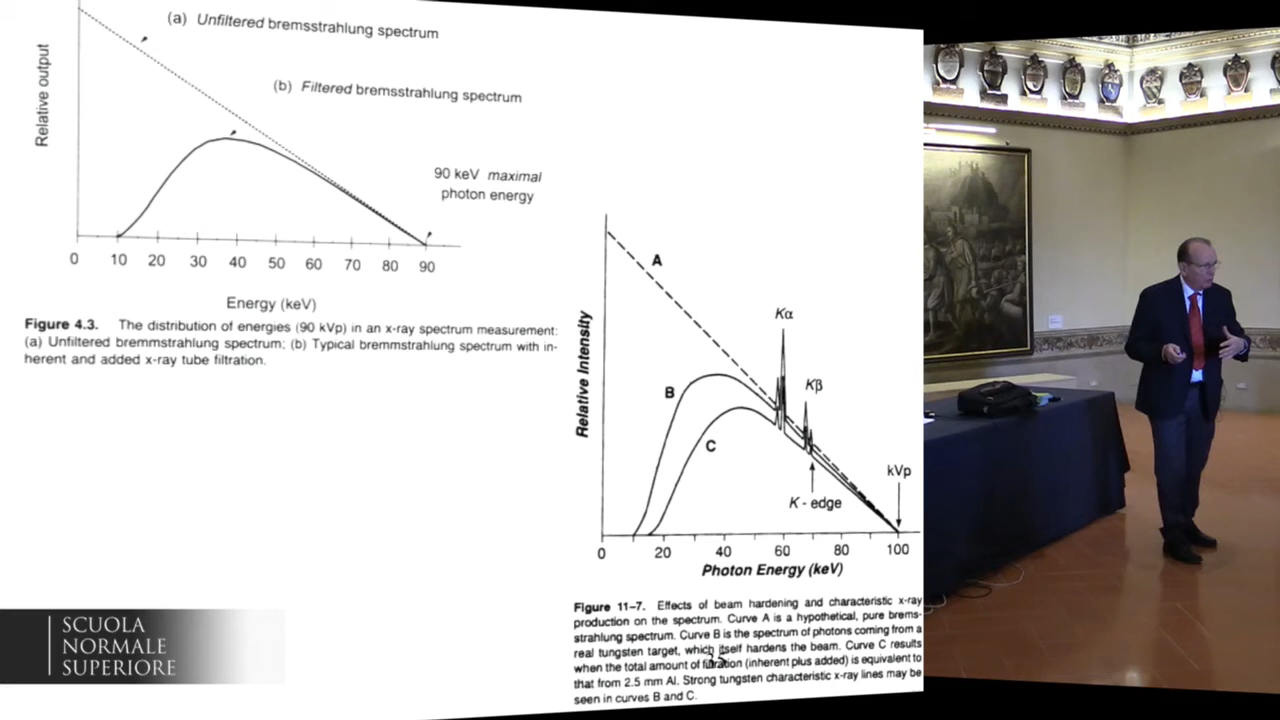 (a) Unfiltered bremsstrahlung spectrum
(b) Filtered bremsstrahlung spectrum
Relative output
90 keV maximal
photon energy
0 10 20 30 40 50 60 70 80 90
Energy (keV)
Figure 4.3. The distribution of energies (90 kVp) in an x-ray spectrum measurement:
(a) Unfiltered bremmstrahlung spectrum; (b) Typical bremmstrahlung spectrum with in-
herent and added x-ray tube filtration.
A
Kα
Kβ
B
C
Relative Intensity
kVp
K - edge
0 20 40 60 80 100
Photon Energy (keV)
Figure 11-7. Effects of beam hardening and characteristic x-ray
production on the spectrum. Curve A is a hypothetical, pure brems-
strahlung spectrum. Curve B is the spectrum of photons coming from a
real tungsten target, which itself hardens the beam. Curve C results
when the total amount of filtration (inherent plus added) is equivalent to
that from 2.5 mm Al. Strong tungsten characteristic x-ray lines may be
seen in curves B and C.
SCUOLA
NORMALE
SUPERIORE